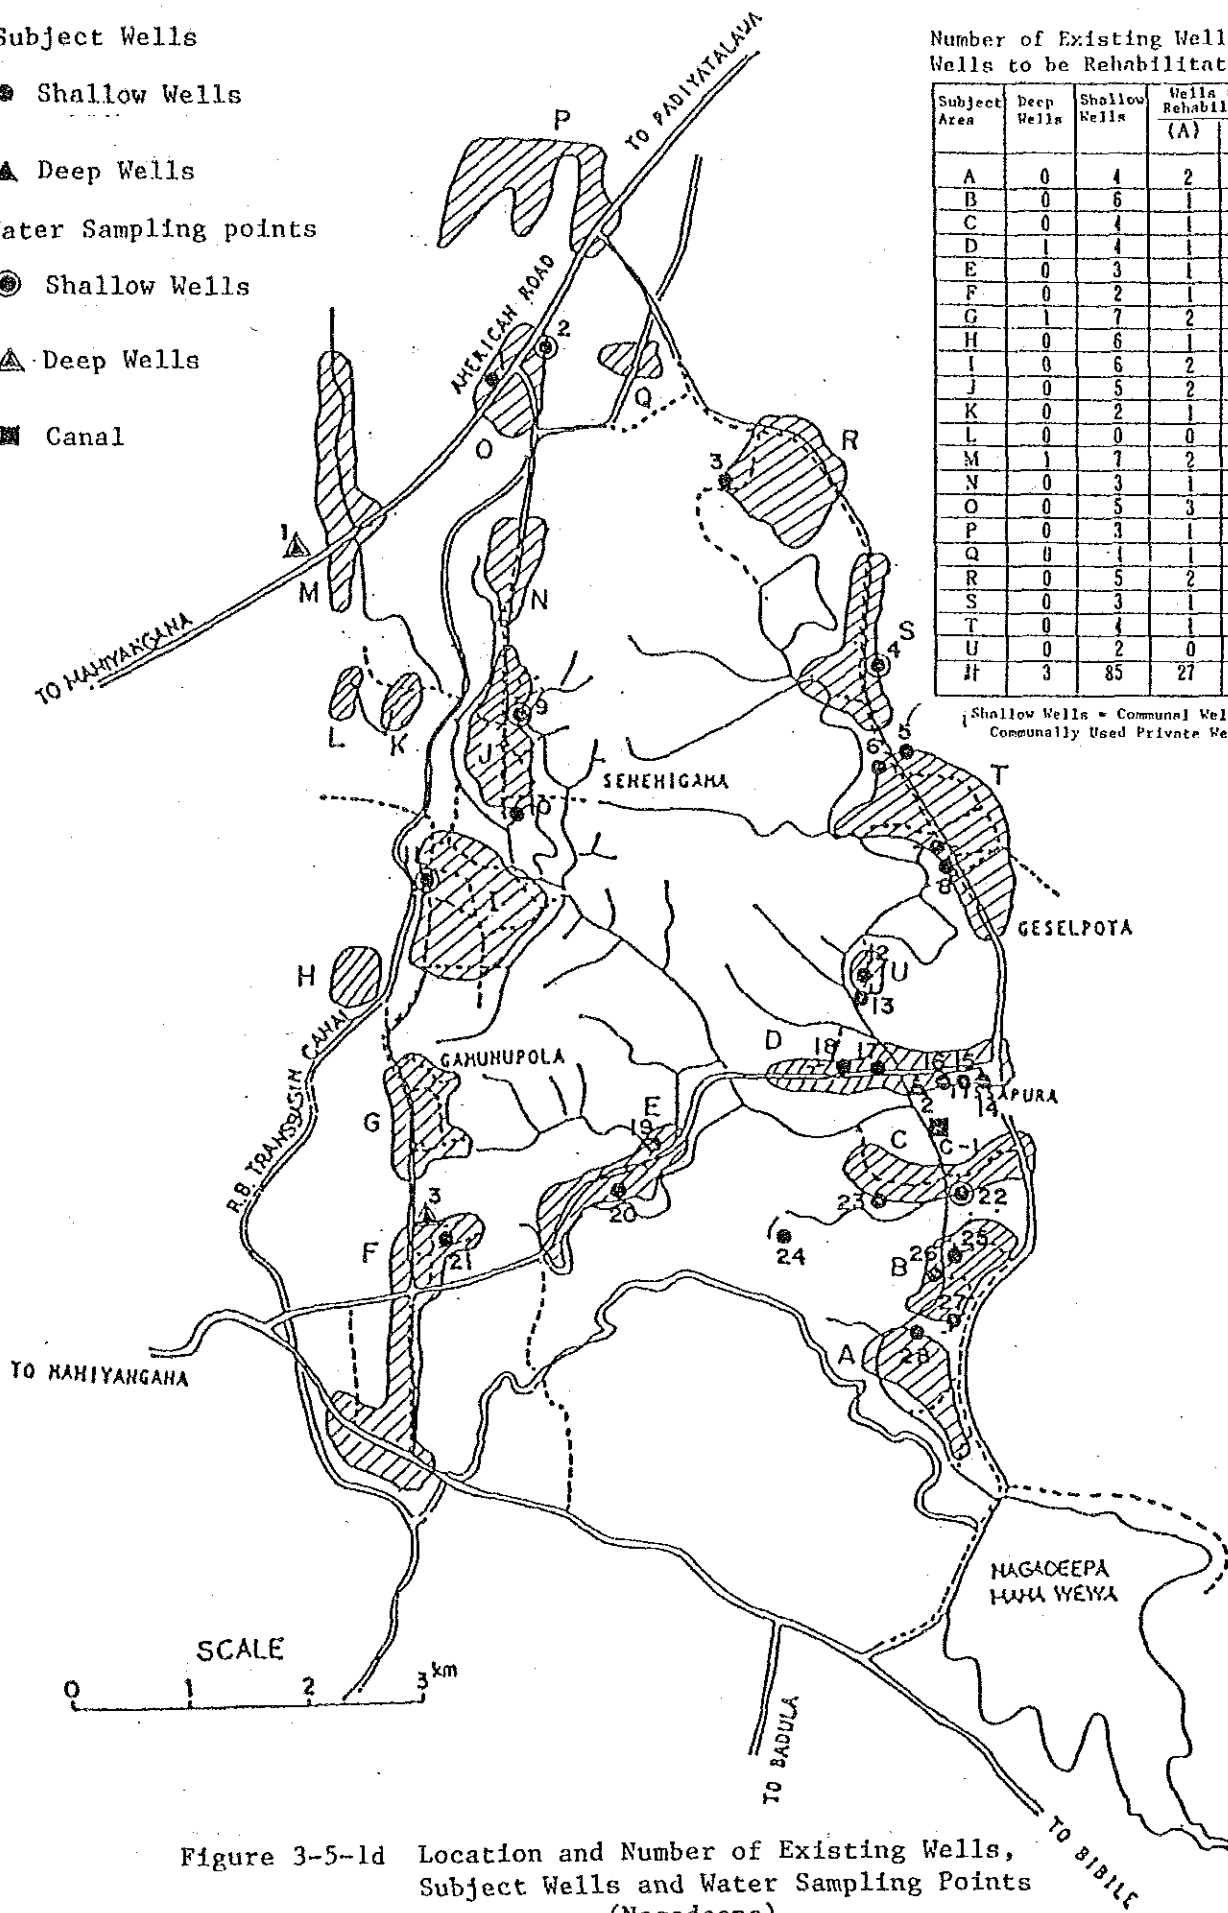 Subject Wells
Shallow Wells
Deep Wells
Water Sampling points
Shallow Wells
Deep Wells
Canal
Number of Existing Well
Wells to be Rehabilitat
Subject Area Deep Wells Shallow Wells Wells Rehabil
(A)
A 0 4 2
B 0 6 1
C 0 4 1
D 1 4 1
E 0 3 1
F 0 2 1
G 1 7 2
H 0 6 1
I 0 6 2
J 0 5 2
K 0 2 1
L 0 0 0
M 1 7 2
N 0 3 1
O 0 5 3
P 0 3 1
Q 0 1 1
R 0 5 2
S 0 3 1
T 0 4 1
U 0 2 0
3 85 27
Shallow Wells = Communal Wel
Communally Used Private We
P
TO PADIYATALAWA
AMERICAN ROAD
2
Q
O
R
3
1
M
N
TO MAHIYANGANA
S
4
L
K
9
J
5
6
T
SENEHIGAMA
10
I
8
GESELPOTA
H
12
U
13
R.B. TRANSBASIN CANAL
GAMUNUPOLA
D
18
17
16
15
11
SAPURA
14
2
G
E
19
C
C-1
20
23
22
3
F
21
24
25
26
B
27
A
28
TO MAHIYANGANA
NAGADEEPA
MAHA WEWA
SCALE
0 1 2 3 km
TO BADULA
TO BIBILE
Figure 3-5-1d Location and Number of Existing Wells,
Subject Wells and Water Sampling Points
(Nagadeepa)